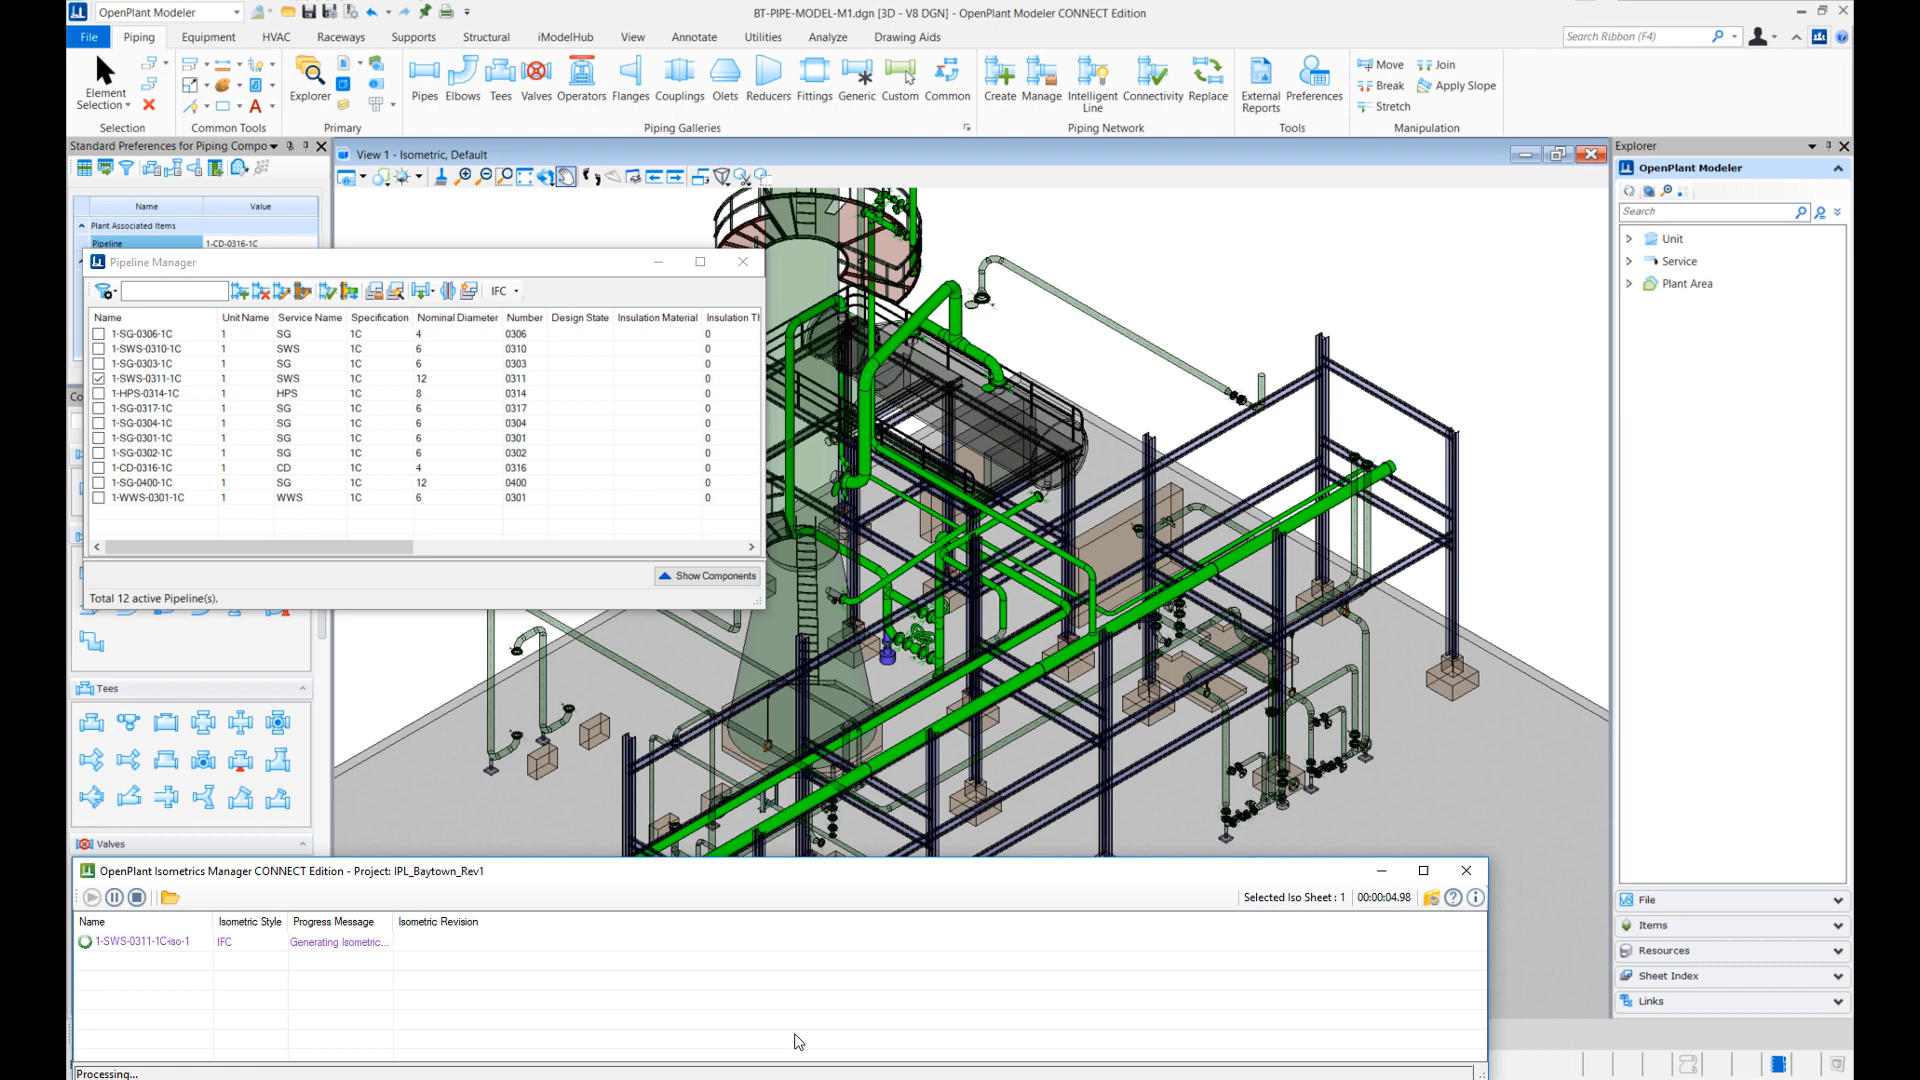 OpenPlant Modeler
BT-PIPE-MODEL-M1.dgn [3D - V8 DGN] - OpenPlant Modeler CONNECT Edition
File Piping Equipment HVAC Raceways Supports Structural iModelHub View Annotate Utilities Analyze Drawing Aids
Search Ribbon (F4)
Element Selection
Explorer
Pipes Elbows Tees Valves Operators Flanges Couplings Olets Reducers Fittings Generic Custom Common
Create Manage Intelligent Line Connectivity Replace
External Reports Preferences
Move Join
Break Apply Slope
Stretch
Selection Common Tools Primary Piping Galleries Piping Network Tools Manipulation
Standard Preferences for Piping Compo
Name Value
Plant Associated Items
Pipeline 1-CD-0316-1C
View 1 - Isometric, Default
Pipeline Manager
IFC
Name Unit Name Service Name Specification Nominal Diameter Number Design State Insulation Material Insulation Tl
1-SG-0306-1C 1 SG 1C 4 0306 0
1-SWS-0310-1C 1 SWS 1C 6 0310 0
1-SG-0303-1C 1 SG 1C 6 0303 0
1-SWS-0311-1C 1 SWS 1C 12 0311 0
1-HPS-0314-1C 1 HPS 1C 8 0314 0
1-SG-0317-1C 1 SG 1C 6 0317 0
1-SG-0304-1C 1 SG 1C 6 0304 0
1-SG-0301-1C 1 SG 1C 6 0301 0
1-SG-0302-1C 1 SG 1C 6 0302 0
1-CD-0316-1C 1 CD 1C 4 0316 0
1-SG-0400-1C 1 SG 1C 12 0400 0
1-WWS-0301-1C 1 WWS 1C 6 0301 0
Show Components
Total 12 active Pipeline(s).
Co
Tees
Valves
OpenPlant Isometrics Manager CONNECT Edition - Project: IPL_Baytown_Rev1
Selected Iso Sheet : 1 00:00:04.98
Name Isometric Style Progress Message Isometric Revision
1-SWS-0311-1C-iso-1 IFC Generating Isometric...
Processing...
Explorer
OpenPlant Modeler
Search
Unit
Service
Plant Area
File
Items
Resources
Sheet Index
Links